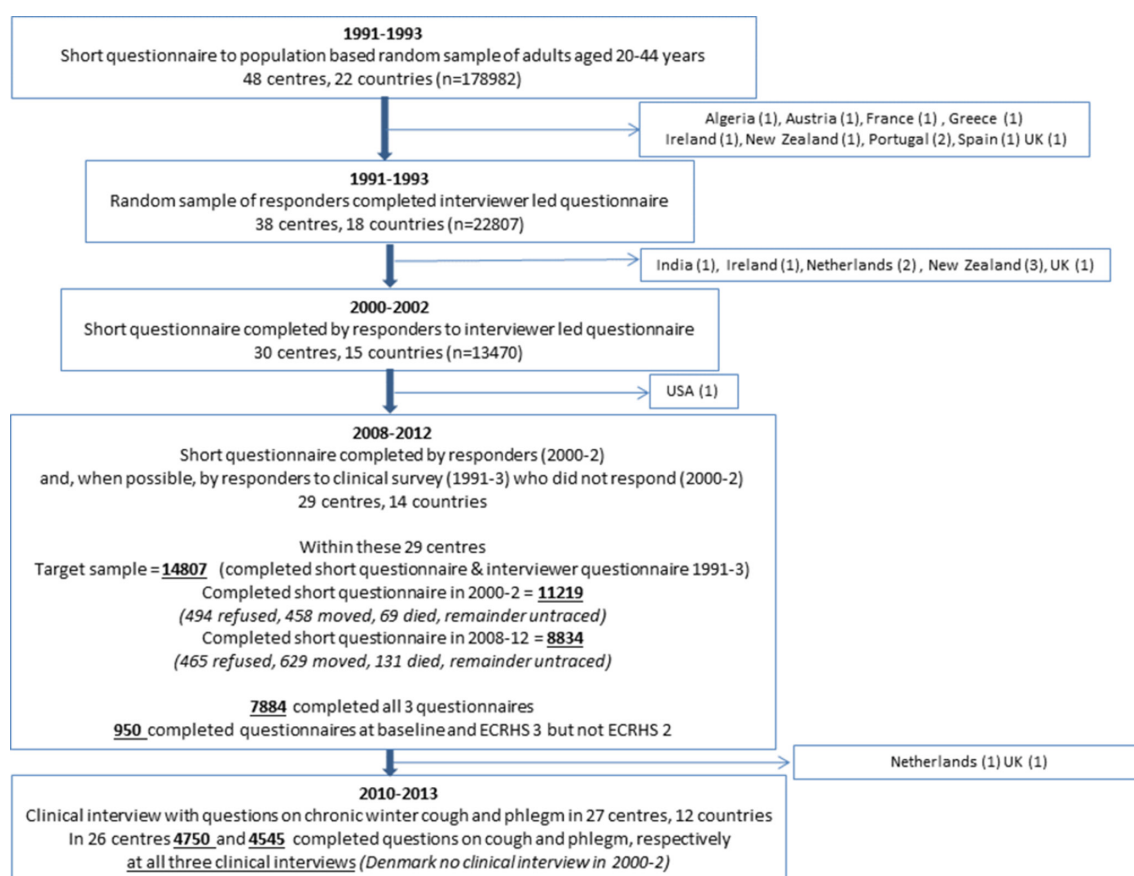 1991-1993
Short questionnaire to population based random sample of adults aged 20-44 years
48 centres, 22 countries (n=178982)
Algeria (1), Austria (1), France (1) , Greece (1)
Ireland (1), New Zealand (1), Portugal (2), Spain (1) UK (1)
1991-1993
Random sample of responders completed interviewer led questionnaire
38 centres, 18 countries (n=22807)
India (1), Ireland (1), Netherlands (2) , New Zealand (3), UK (1)
2000-2002
Short questionnaire completed by responders to interviewer led questionnaire
30 centres, 15 countries (n=13470)
USA (1)
2008-2012
Short questionnaire completed by responders (2000-2)
and, when possible, by responders to clinical survey (1991-3) who did not respond (2000-2)
29 centres, 14 countries
Within these 29 centres
Target sample = 14807 (completed short questionnaire & interviewer questionnaire 1991-3)
Completed short questionnaire in 2000-2 = 11219
(494 refused, 458 moved, 69 died, remainder untraced)
Completed short questionnaire in 2008-12 = 8834
(465 refused, 629 moved, 131 died, remainder untraced)
7884 completed all 3 questionnaires
950 completed questionnaires at baseline and ECRHS 3 but not ECRHS 2
Netherlands (1) UK (1)
2010-2013
Clinical interview with questions on chronic winter cough and phlegm in 27 centres, 12 countries
In 26 centres 4750 and 4545 completed questions on cough and phlegm, respectively
at all three clinical interviews (Denmark no clinical interview in 2000-2)